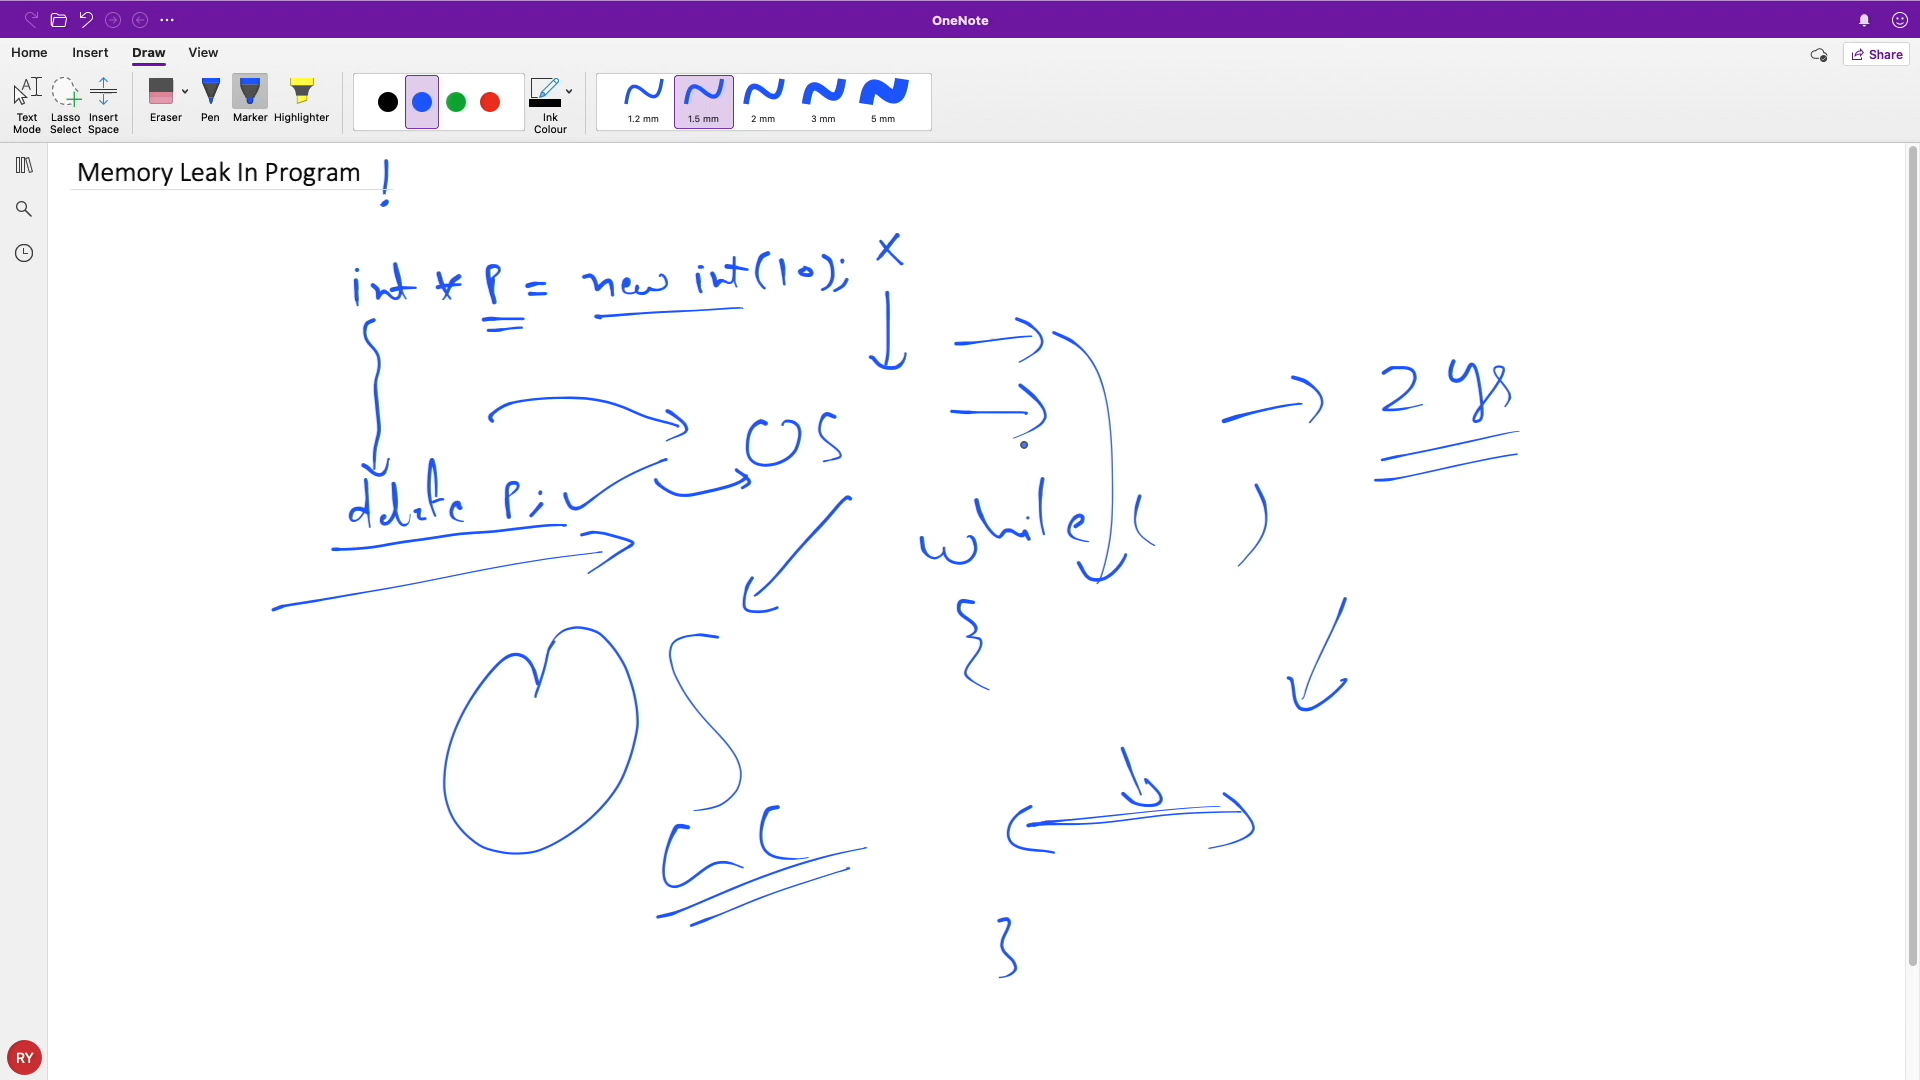 OneNote
Home Insert Draw View
Share
Text Mode
Lasso Select
Insert Space
Eraser
Pen
Marker
Highlighter
Ink Colour
1.2 mm
1.5 mm
2 mm
3 mm
5 mm
Memory Leak In Program !
int * P = new int(10); x
2 ys
OS
delete P;
while ( )
{
GC
}
RY